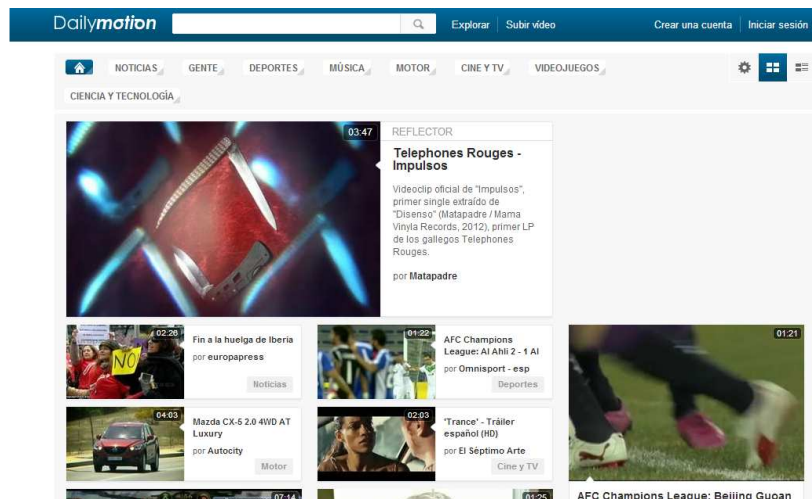 Dailymotion
Explorar
Subir vídeo
Crear una cuenta
Iniciar sesión
NOTICIAS
GENTE
DEPORTES
MÚSICA
MOTOR
CINE Y TV
VIDEOJUEGOS
CIENCIA Y TECNOLOGÍA
03:47
REFLECTOR
Telephones Rouges -
Impulsos
Videoclip oficial de "Impulsos",
primer single extraído de
"Disenso" (Matapadre / Mama
Vinyla Records, 2012), primer LP
de los gallegos Telephones
Rouges.
por Matapadre
02:26
NO
Fin a la huelga de Iberia
por europapress
Noticias
01:22
AFC Champions
League: Al Ahli 2 - 1 Al
por Omnisport - esp
Deportes
01:21
04:03
Mazda CX-5 2.0 4WD AT
Luxury
por Autocity
Motor
02:03
'Trance' - Tráiler
español (HD)
por El Séptimo Arte
Cine y TV
07:14
01:25
AFC Champions League: Beijing Guoan